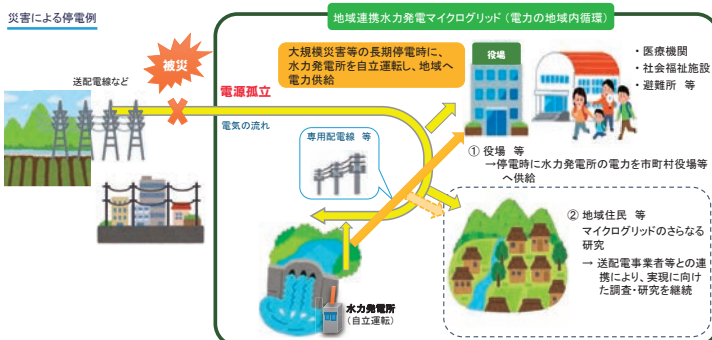 災害による停電例
地域連携水力発電マイクログリッド（電力の地域内循環）
被災
送配電線など
電源孤立
電気の流れ
大規模災害等の長期停電時に、
水力発電所を自立運転し、地域へ
電力供給
役場
・医療機関
・社会福祉施設
・避難所　等
専用配電線　等
① 役場　等
→停電時に水力発電所の電力を市町村役場等
へ供給
② 地域住民　等
マイクログリッドのさらなる
研究
→ 送配電事業者等との連
携により、実現に向け
た調査・研究を継続
水力発電所
（自立運転）